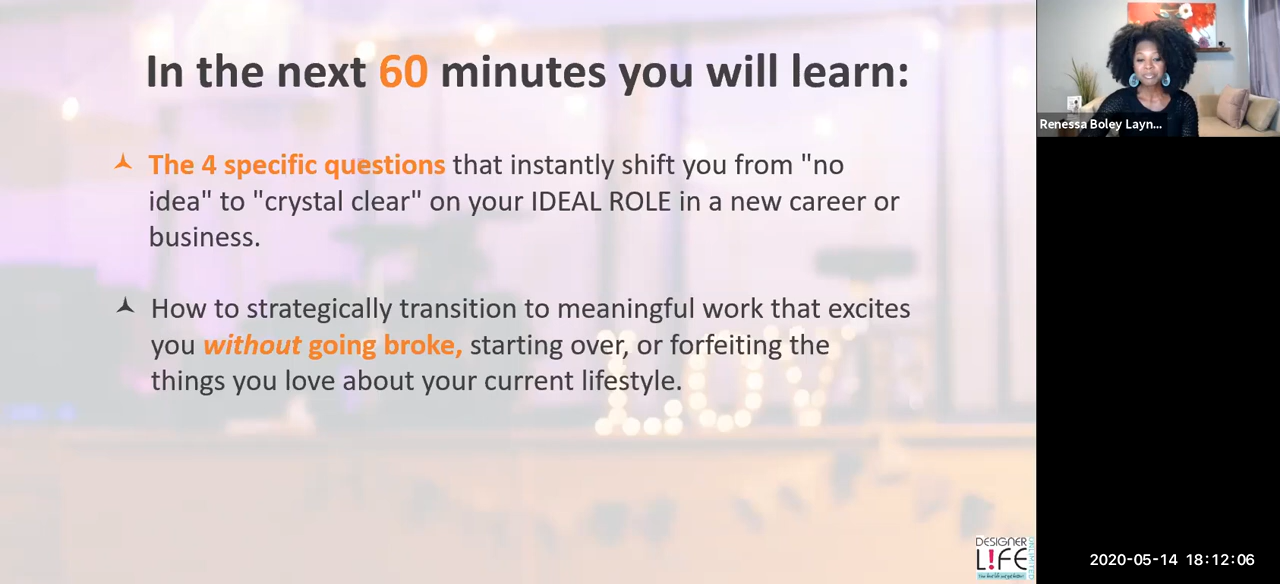 In the next 60 minutes you will learn:
The 4 specific questions that instantly shift you from "no
idea" to "crystal clear" on your IDEAL ROLE in a new career or
business.
How to strategically transition to meaningful work that excites
you without going broke, starting over, or forfeiting the
things you love about your current lifestyle.
Renessa Boley Layn...
LOV
DESIGNER
L!FE
UNLIMITED
2020-05-14 18:12:06